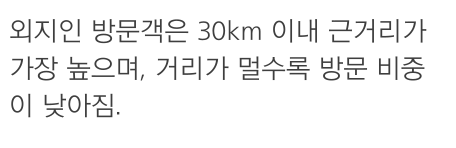 외지인 방문객은 30km 이내 근거리가
가장 높으며, 거리가 멀수록 방문 비중
이 낮아짐.